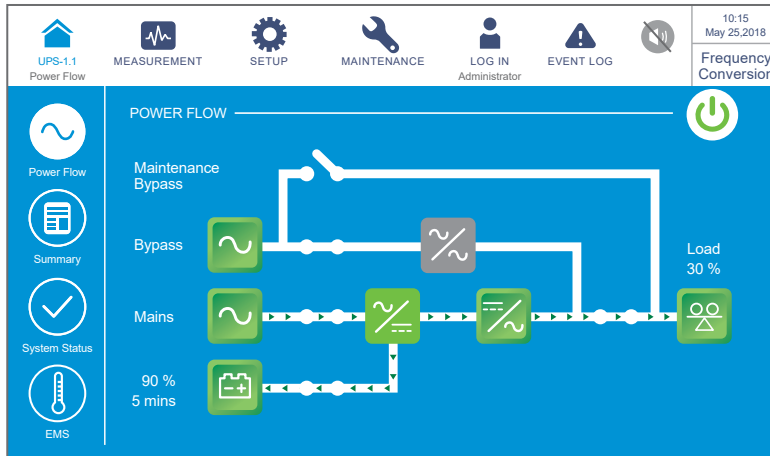 UPS-1.1
Power Flow
MEASUREMENT
SETUP
MAINTENANCE
LOG IN
Administrator
EVENT LOG
10:15
May 25,2018
Frequency
Conversion
POWER FLOW
Power Flow
Summary
System Status
EMS
Maintenance
Bypass
Bypass
Load
30 %
Mains
90 %
5 mins